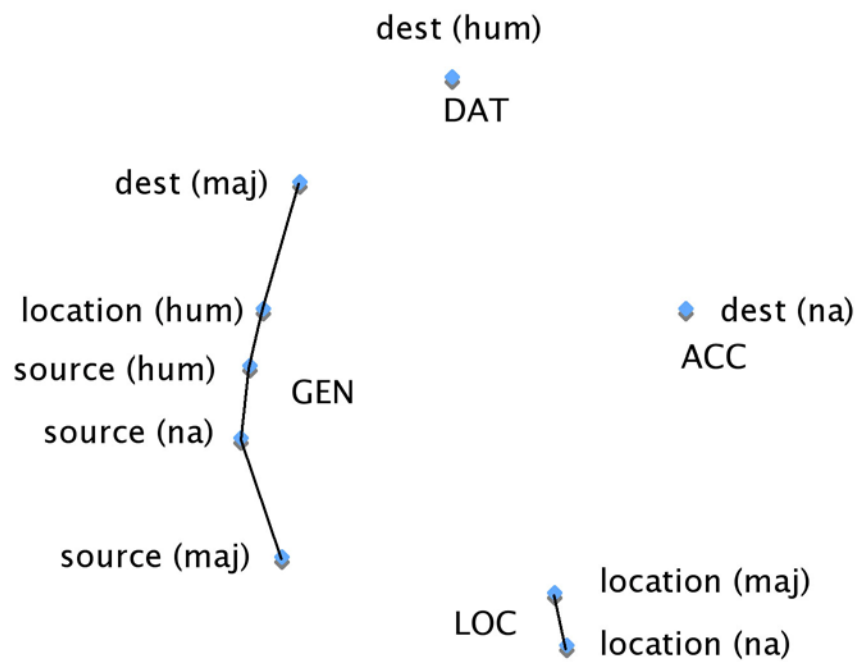 dest (hum)
DAT
dest (maj)
location (hum)
dest (na)
source (hum)
ACC
GEN
source (na)
source (maj)
location (maj)
LOC
location (na)